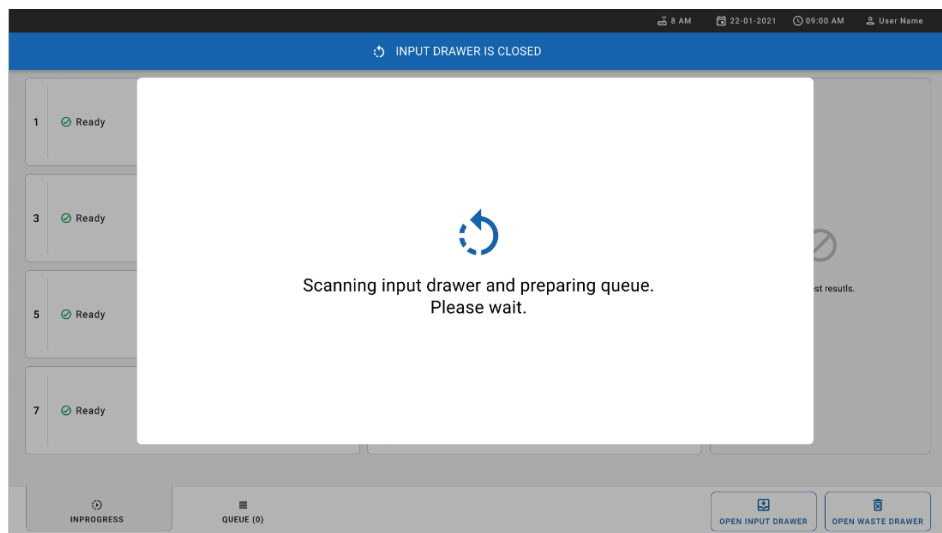 8 AM
22-01-2021
09:00 AM
User Name
INPUT DRAWER IS CLOSED
1
Ready
3
Ready
5
Ready
7
Ready
Scanning input drawer and preparing queue.
Please wait.
st resutls.
INPROGRESS
QUEUE (0)
OPEN INPUT DRAWER
OPEN WASTE DRAWER